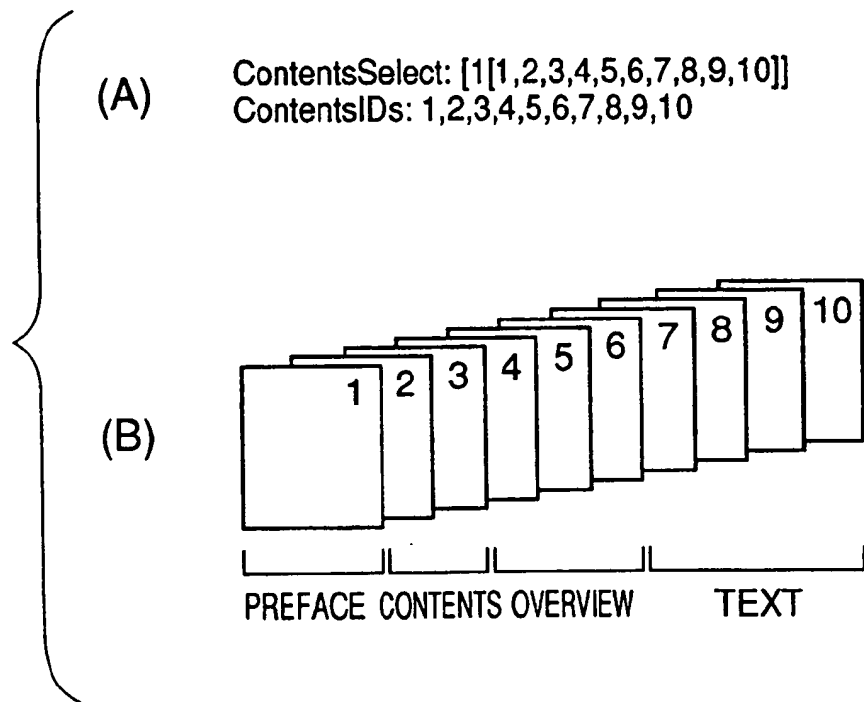 (A)
ContentsSelect: [1[1,2,3,4,5,6,7,8,9,10]]
ContentsIDs: 1,2,3,4,5,6,7,8,9,10
(B)
1 2 3 4 5 6 7 8 9 10
PREFACE CONTENTS OVERVIEW TEXT